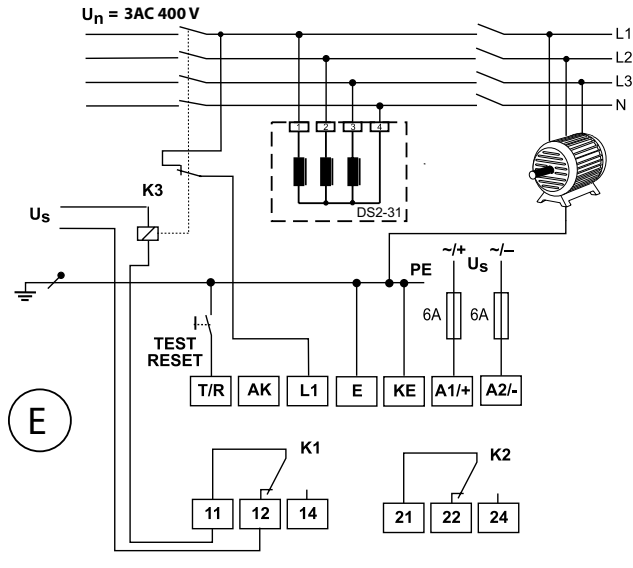 Un = 3AC 400 V
L1
L2
L3
N
1 2 3 4
DS2-31
K3
Us
PE
~/+ ~/–
Us
6A 6A
TEST
RESET
T/R AK L1 E KE A1/+ A2/-
E
K1
K2
11 12 14
21 22 24